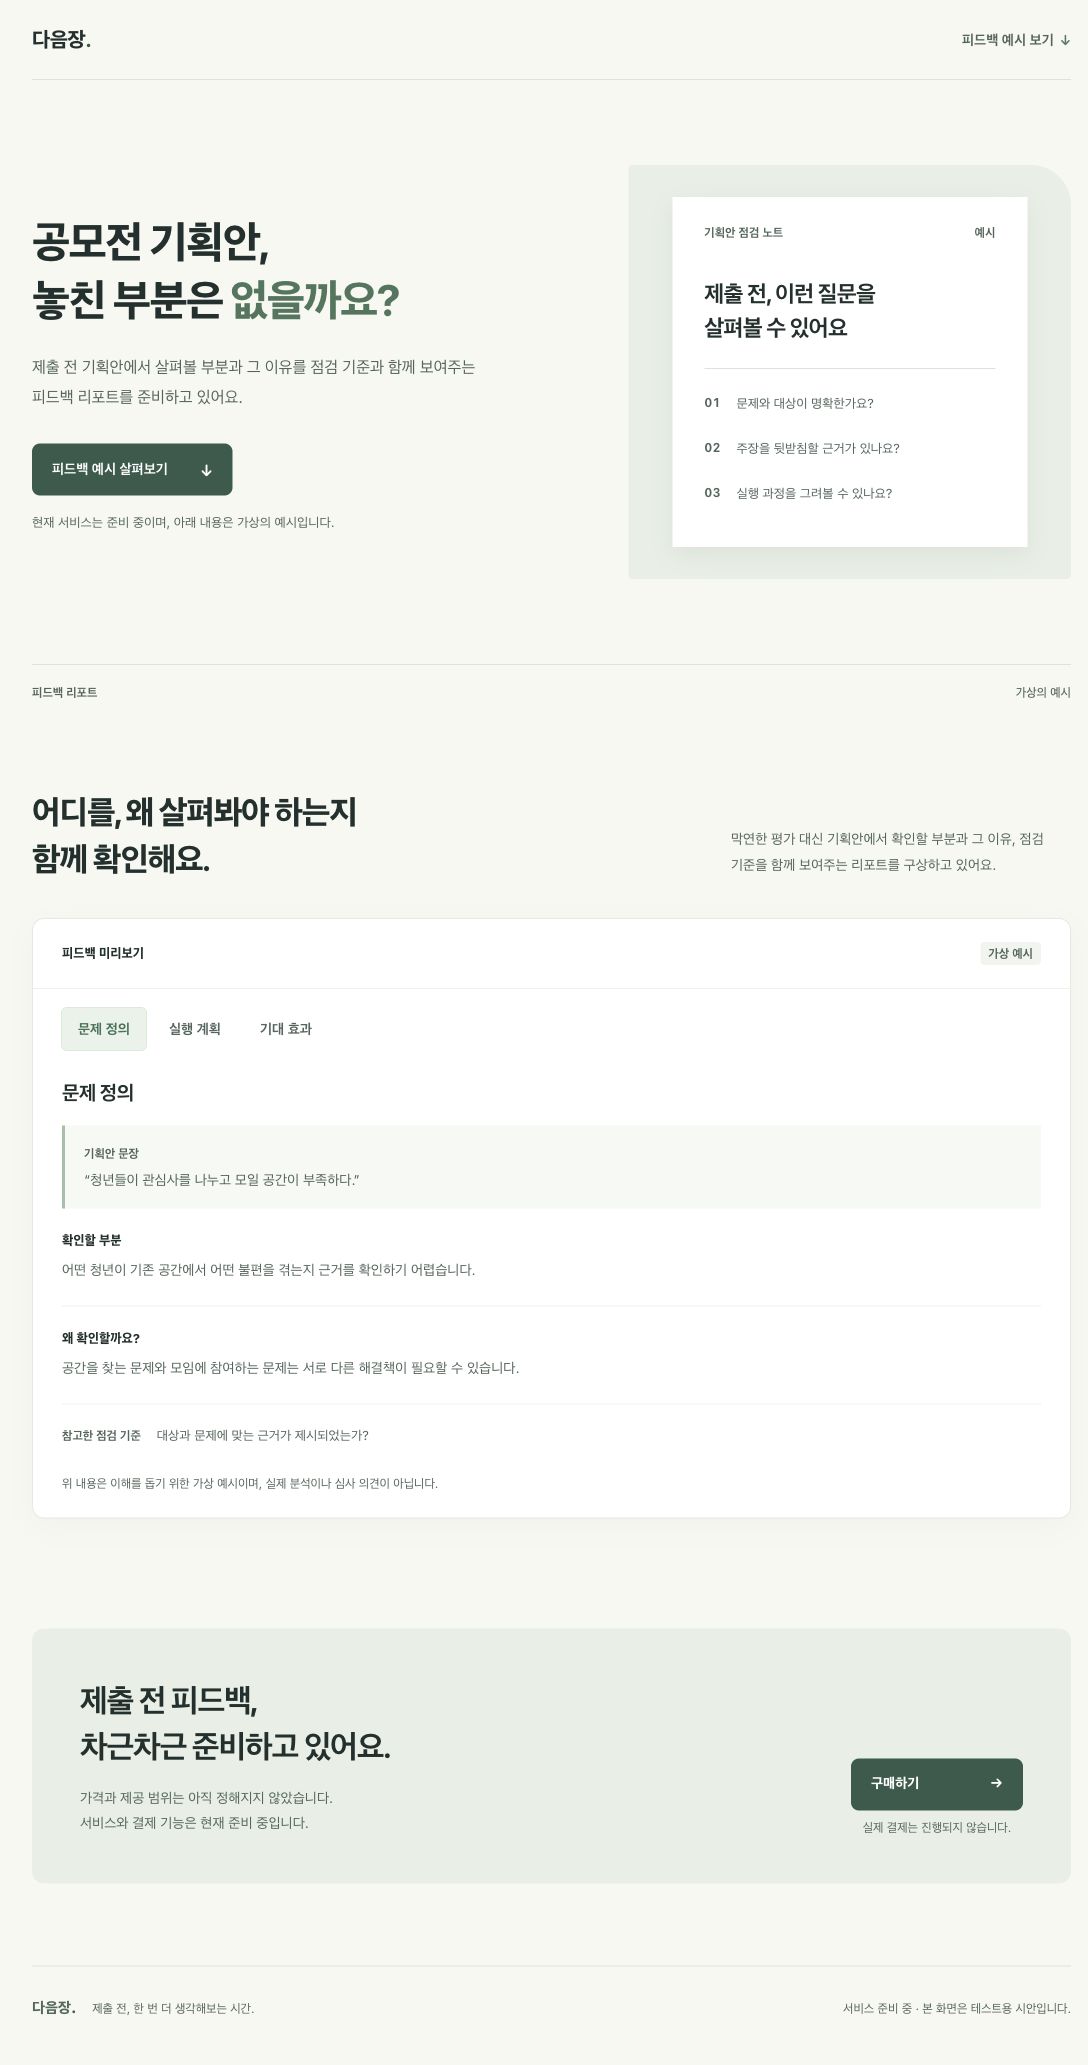 다음장.
피드백 예시 보기 ↓
공모전 기획안,
놓친 부분은 없을까요?
제출 전 기획안에서 살펴볼 부분과 그 이유를 점검 기준과 함께 보여주는
피드백 리포트를 준비하고 있어요.
피드백 예시 살펴보기 ↓
현재 서비스는 준비 중이며, 아래 내용은 가상의 예시입니다.
기획안 점검 노트
예시
제출 전, 이런 질문을
살펴볼 수 있어요
01 문제와 대상이 명확한가요?
02 주장을 뒷받침할 근거가 있나요?
03 실행 과정을 그려볼 수 있나요?
피드백 리포트
가상의 예시
어디를, 왜 살펴봐야 하는지
함께 확인해요.
막연한 평가 대신 기획안에서 확인할 부분과 그 이유, 점검
기준을 함께 보여주는 리포트를 구상하고 있어요.
피드백 미리보기
가상 예시
문제 정의
실행 계획
기대 효과
문제 정의
기획안 문장
“청년들이 관심사를 나누고 모일 공간이 부족하다.”
확인할 부분
어떤 청년이 기존 공간에서 어떤 불편을 겪는지 근거를 확인하기 어렵습니다.
왜 확인할까요?
공간을 찾는 문제와 모임에 참여하는 문제는 서로 다른 해결책이 필요할 수 있습니다.
참고한 점검 기준 대상과 문제에 맞는 근거가 제시되었는가?
위 내용은 이해를 돕기 위한 가상 예시이며, 실제 분석이나 심사 의견이 아닙니다.
제출 전 피드백,
차근차근 준비하고 있어요.
가격과 제공 범위는 아직 정해지지 않았습니다.
서비스와 결제 기능은 현재 준비 중입니다.
구매하기 →
실제 결제는 진행되지 않습니다.
다음장. 제출 전, 한 번 더 생각해보는 시간.
서비스 준비 중 · 본 화면은 테스트용 시안입니다.